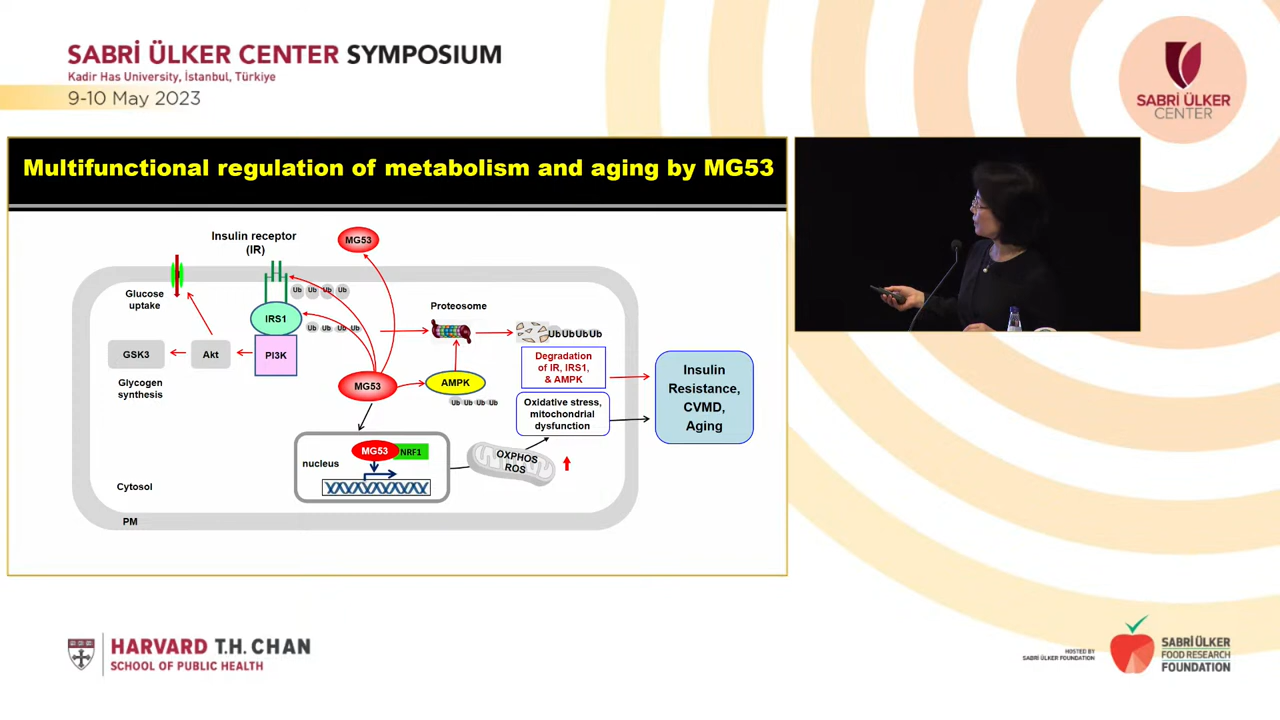 SABRİ ÜLKER CENTER SYMPOSIUM
Kadir Has University, İstanbul, Türkiye
9-10 May 2023
SABRİ ÜLKER
CENTER
Multifunctional regulation of metabolism and aging by MG53
Insulin receptor
(IR)
MG53
Glucose
uptake
Ub Ub Ub Ub
IRS1
Ub Ub Ub Ub
Proteosome
UbUbUbUb
GSK3
Akt
PI3K
Glycogen
synthesis
MG53
AMPK
Ub Ub Ub Ub
Degradation
of IR, IRS1,
& AMPK
Oxidative stress,
mitochondrial
dysfunction
Insulin
Resistance,
CVMD,
Aging
nucleus
MG53
NRF1
OXPHOS
ROS
Cytosol
PM
HARVARD T.H. CHAN
SCHOOL OF PUBLIC HEALTH
HOSTED BY
SABRİ ÜLKER FOUNDATION
SABRİ ÜLKER
FOOD RESEARCH
FOUNDATION